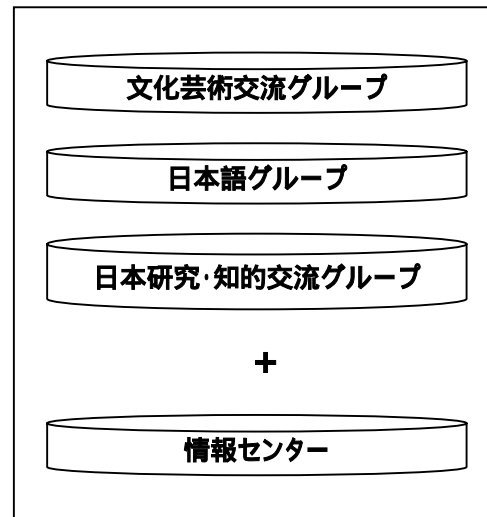 文化芸術交流グループ
日本語グループ
日本研究・知的交流グループ
+
情報センター